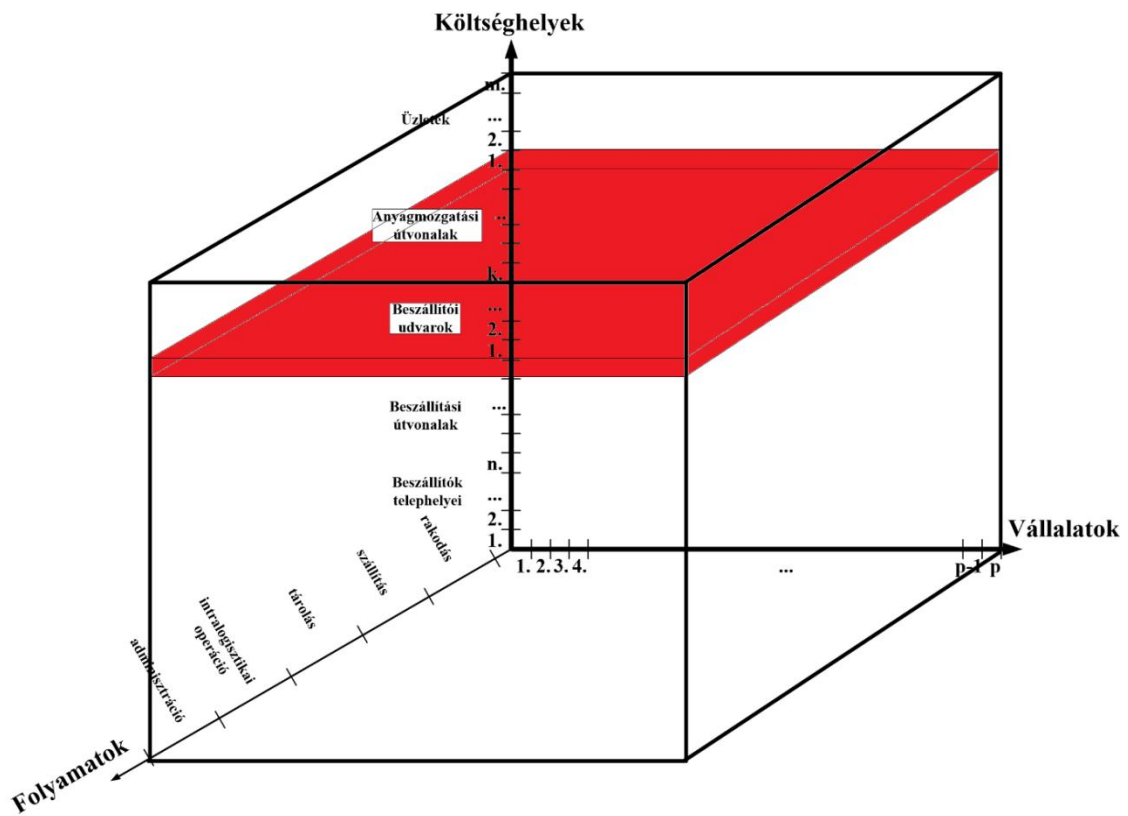 Költséghelyek
m.
Üzletek
...
2.
1.
Anyagmozgatási
útvonalak
...
k.
Beszállítói
udvarok
...
2.
1.
Beszállítási
útvonalak
...
n.
Beszállítók
telephelyei
...
2.
1.
rakodás
szállítás
tárolás
intralogisztikai
operáció
adminisztráció
Folyamatok
1. 2. 3. 4. ... p-1 p
Vállalatok